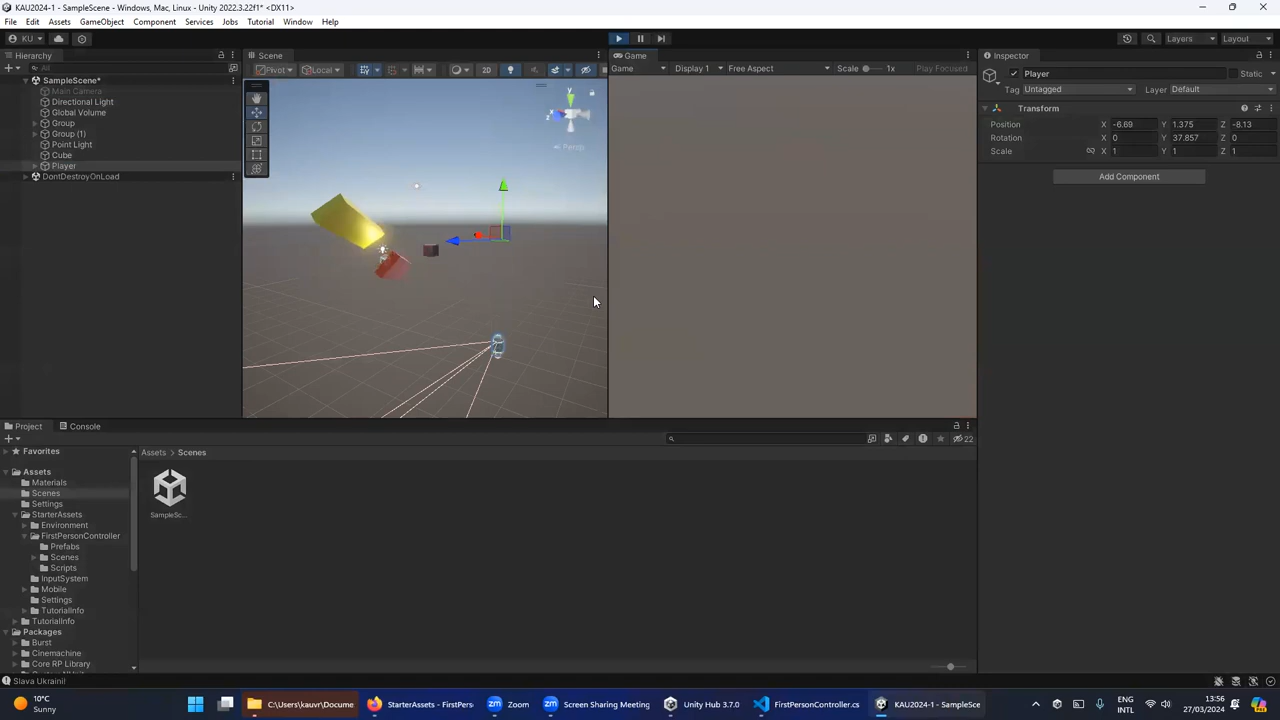 KAU2024-1 - SampleScene - Windows, Mac, Linux - Unity 2022.3.22f1* <DX11>
File Edit Assets GameObject Component Services Jobs Tutorial Window Help
KU Layers Layout
Hierarchy
All
SampleScene*
Main Camera
Directional Light
Global Volume
Group
Group (1)
Point Light
Cube
Player
DontDestroyOnLoad
Scene
Pivot Local 2D
y
z
Persp
Game
Game Display 1 Free Aspect Scale 1x Play Focused
Inspector
Player Static
Tag Untagged Layer Default
Transform
Position X -6.69 Y 1.375 Z -8.13
Rotation X 0 Y 37.857 Z 0
Scale X 1 Y 1 Z 1
Add Component
Project Console
22
Favorites
Assets
Materials
Scenes
Settings
StarterAssets
Environment
FirstPersonController
Prefabs
Scenes
Scripts
InputSystem
Mobile
Settings
TutorialInfo
TutorialInfo
Packages
Burst
Cinemachine
Core RP Library
Assets > Scenes
SampleSc...
Slava Ukraini!
10°C
Sunny
C:\Users\kauvr\Docume
StarterAssets - FirstPers
Zoom
Screen Sharing Meeting
Unity Hub 3.7.0
FirstPersonController.cs
KAU2024-1 - SampleSce
ENG
INTL
13:56
27/03/2024